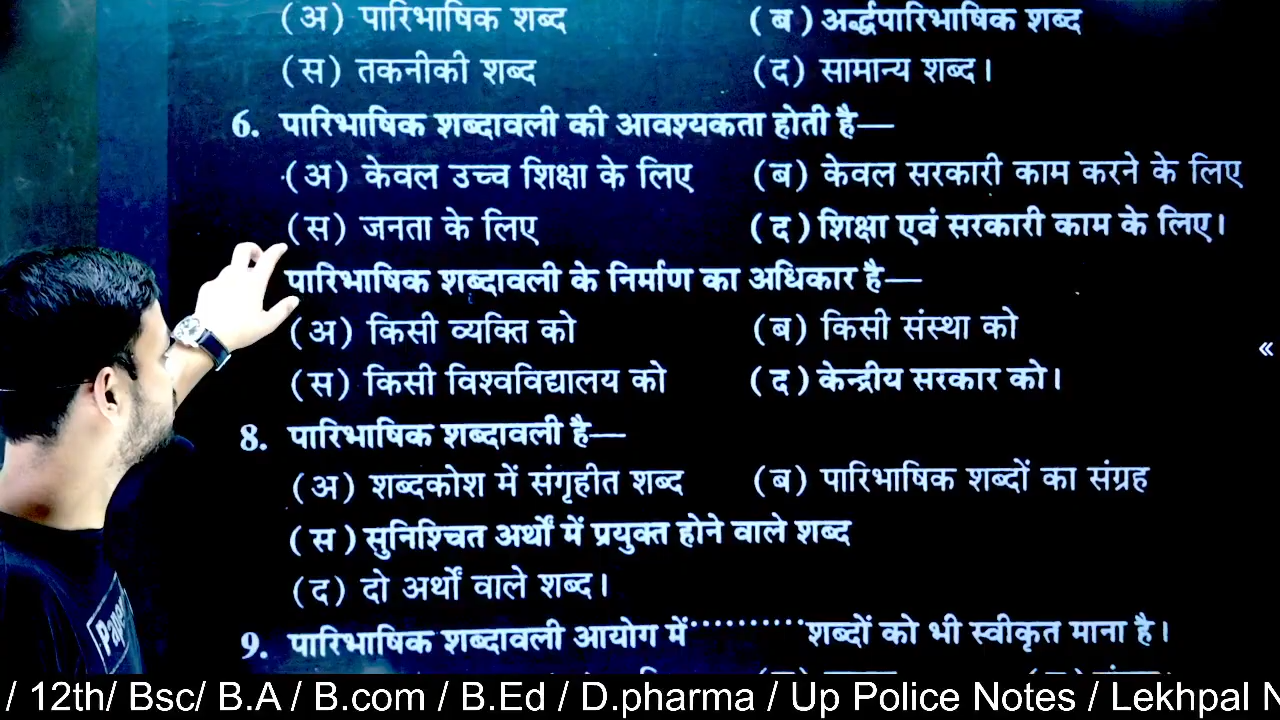 (अ) पारिभाषिक शब्द (ब) अर्द्धपारिभाषिक शब्द
(स) तकनीकी शब्द (द) सामान्य शब्द।
6. पारिभाषिक शब्दावली की आवश्यकता होती है—
(अ) केवल उच्च शिक्षा के लिए (ब) केवल सरकारी काम करने के लिए
(स) जनता के लिए (द) शिक्षा एवं सरकारी काम के लिए।
पारिभाषिक शब्दावली के निर्माण का अधिकार है—
(अ) किसी व्यक्ति को (ब) किसी संस्था को
(स) किसी विश्वविद्यालय को (द) केन्द्रीय सरकार को।
«
8. पारिभाषिक शब्दावली है—
(अ) शब्दकोश में संगृहीत शब्द (ब) पारिभाषिक शब्दों का संग्रह
(स) सुनिश्चित अर्थों में प्रयुक्त होने वाले शब्द
(द) दो अर्थों वाले शब्द।
9. पारिभाषिक शब्दावली आयोग में ·········· शब्दों को भी स्वीकृत माना है।
/ 12th/ Bsc/ B.A / B.com / B.Ed / D.pharma / Up Police Notes / Lekhpal N